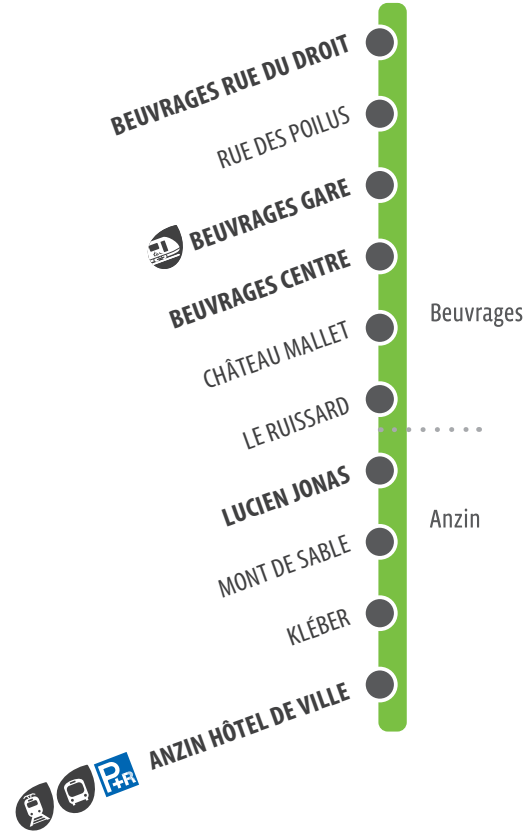 BEUVRAGES RUE DU DROIT
RUE DES POILUS
BEUVRAGES GARE
BEUVRAGES CENTRE
CHÂTEAU MALLET
Beuvrages
LE RUISSARD
LUCIEN JONAS
Anzin
MONT DE SABLE
KLÉBER
ANZIN HÔTEL DE VILLE
P+R